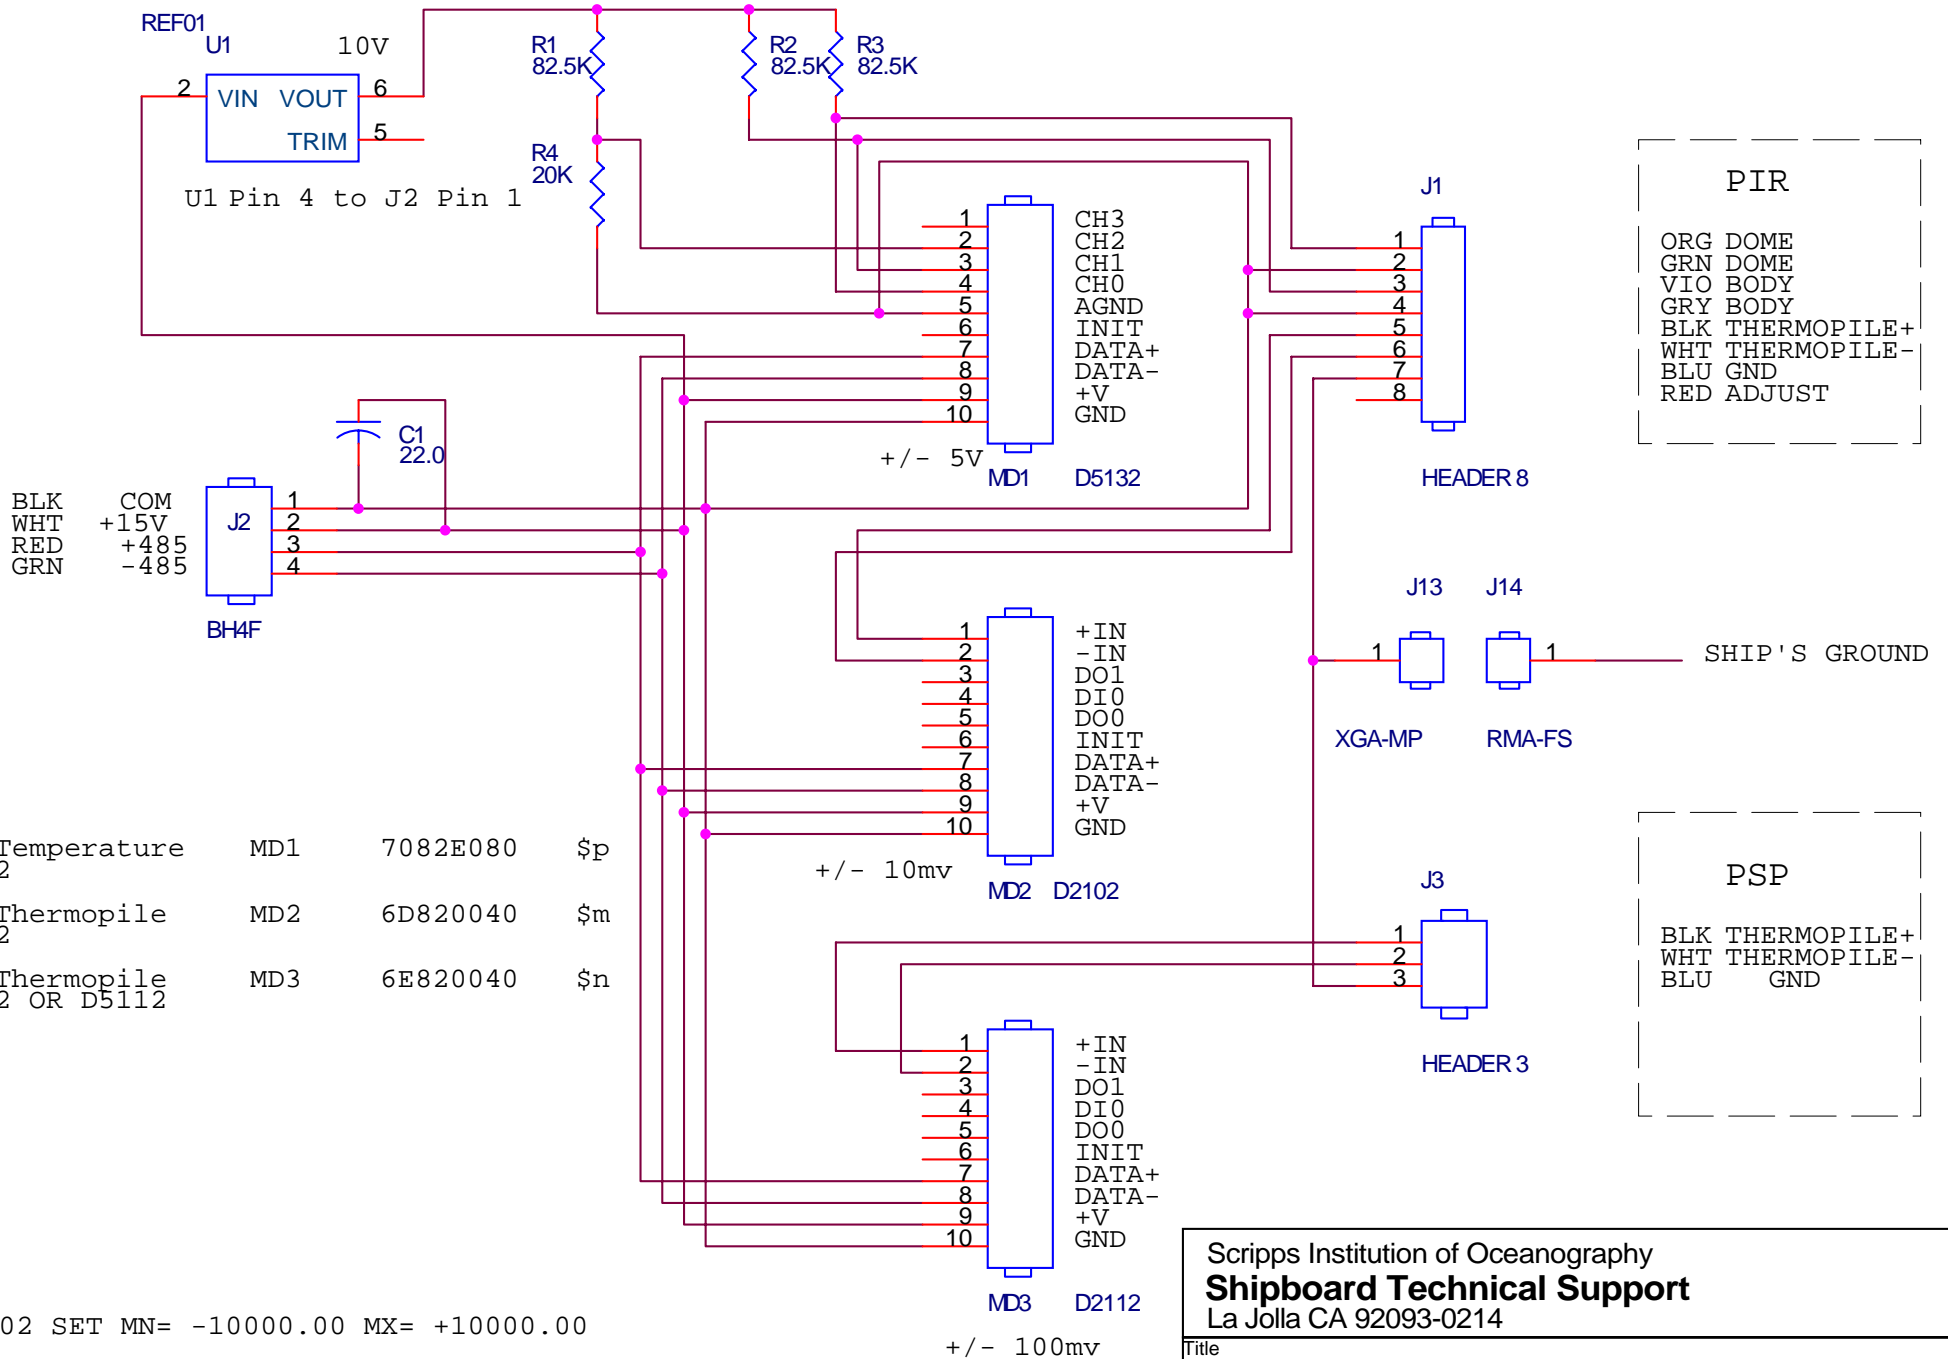 REF01
U1
10V
2
VIN
VOUT
6
TRIM
5
U1 Pin 4 to J2 Pin 1
R1
82.5K
R2
82.5K
R3
82.5K
R4
20K
1 CH3
2 CH2
3 CH1
4 CH0
5 AGND
6 INIT
7 DATA+
8 DATA-
9 +V
10 GND
+/- 5V
MD1 D5132
J1
1
2
3
4
5
6
7
8
HEADER 8
PIR
ORG DOME
GRN DOME
VIO BODY
GRY BODY
BLK THERMOPILE+
WHT THERMOPILE-
BLU GND
RED ADJUST
C1
22.0
BLK COM 1
WHT +15V 2
RED +485 3
GRN -485 4
J2
BH4F
1 +IN
2 -IN
3 DO1
4 DI0
5 DO0
6 INIT
7 DATA+
8 DATA-
9 +V
10 GND
+/- 10mv
MD2 D2102
J13 J14
1 1 SHIP'S GROUND
XGA-MP RMA-FS
Temperature MD1 7082E080 $p
2
Thermopile MD2 6D820040 $m
2
Thermopile MD3 6E820040 $n
2 OR D5112
J3
1
2
3
HEADER 3
PSP
BLK THERMOPILE+
WHT THERMOPILE-
BLU GND
1 +IN
2 -IN
3 DO1
4 DI0
5 DO0
6 INIT
7 DATA+
8 DATA-
9 +V
10 GND
MD3 D2112
+/- 100mv
02 SET MN= -10000.00 MX= +10000.00
Scripps Institution of Oceanography
Shipboard Technical Support
La Jolla CA 92093-0214
Title